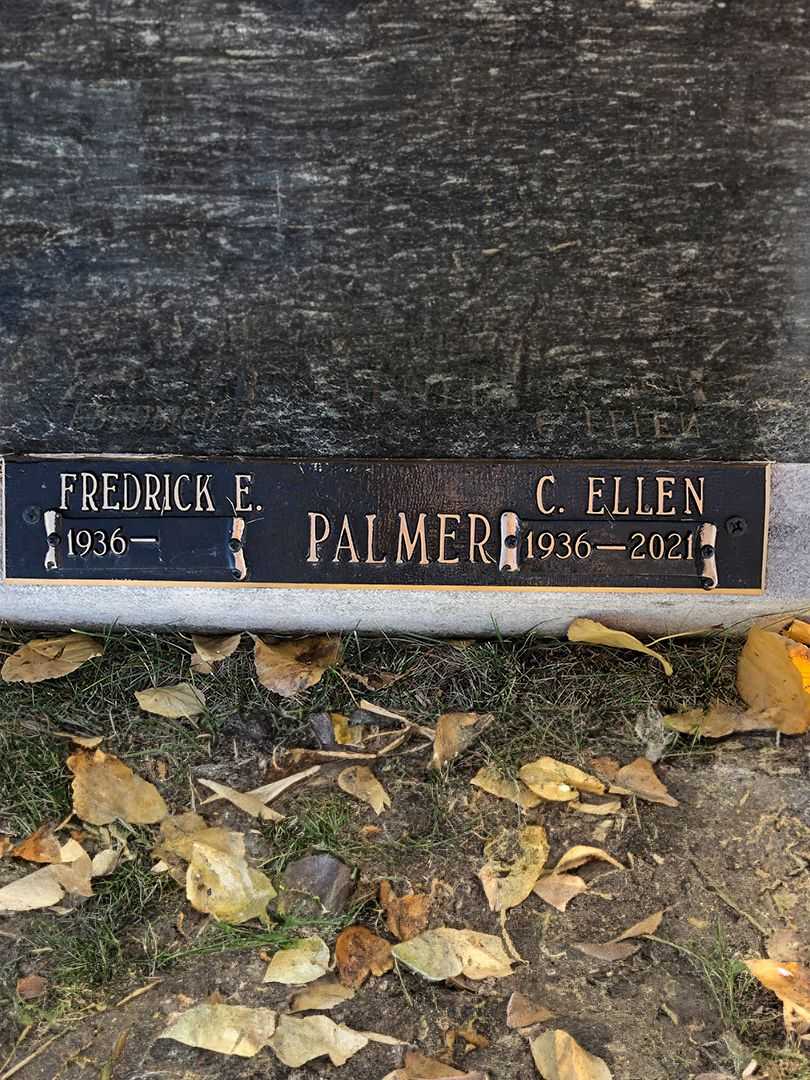 FREDRICK E.
1936—
PALMER
C. ELLEN
1936—2021